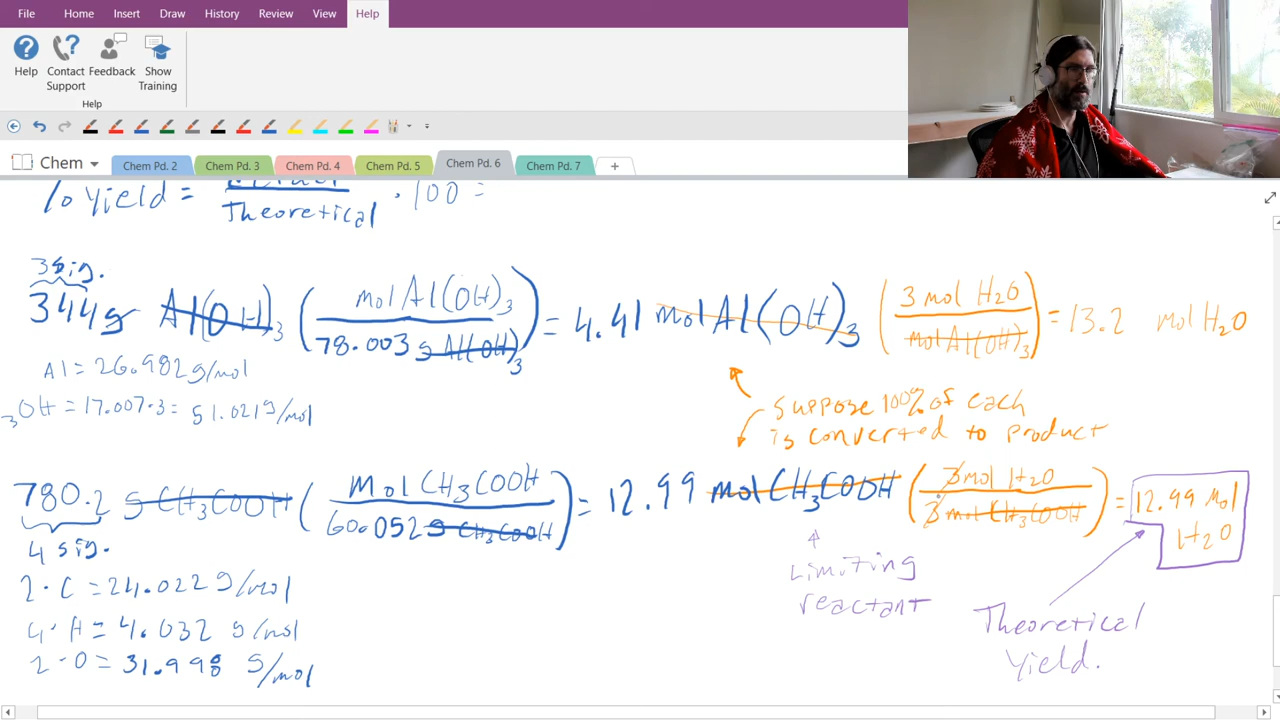 File Home Insert Draw History Review View Help
Help Contact Support Feedback Show Training
Help
Chem Chem Pd. 2 Chem Pd. 3 Chem Pd. 4 Chem Pd. 5 Chem Pd. 6 Chem Pd. 7 +
% Yield = Actual / Theoretical · 100 =
3 sig.
344g Al(OH)3 (mol Al(OH)3 / 78.003 g Al(OH)3) = 4.41 mol Al(OH)3 (3 mol H2O / mol Al(OH)3) = 13.2 mol H2O
Al = 26.982 g/mol
3 OH = 17.007·3 = 51.021 g/mol
Suppose 100% of each
is converted to product
780.2 g CH3COOH (mol CH3COOH / 60.052 g CH3COOH) = 12.99 mol CH3COOH (3 mol H2O / 3 mol CH3COOH) = 12.99 mol H2O
4 sig.
Limiting
reactant
2·C = 24.022 g/mol
4·H = 4.032 g/mol
2·O = 31.998 g/mol
Theoretical
Yield.